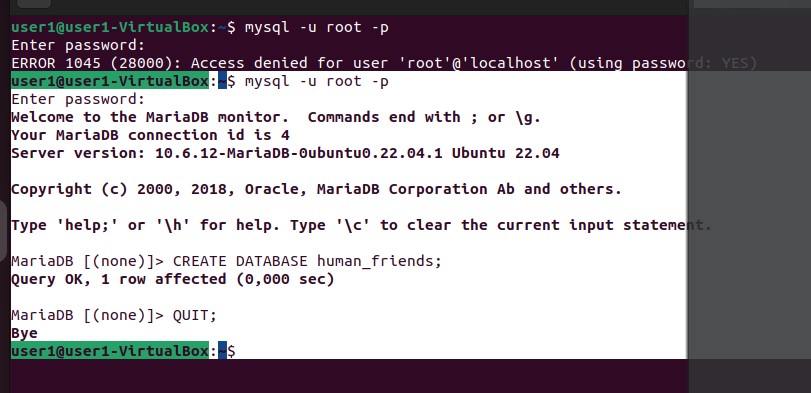 user1@user1-VirtualBox:~$ mysql -u root -p
Enter password:
ERROR 1045 (28000): Access denied for user 'root'@'localhost' (using password: YES)
user1@user1-VirtualBox:~$ mysql -u root -p
Enter password:
Welcome to the MariaDB monitor.  Commands end with ; or \g.
Your MariaDB connection id is 4
Server version: 10.6.12-MariaDB-0ubuntu0.22.04.1 Ubuntu 22.04

Copyright (c) 2000, 2018, Oracle, MariaDB Corporation Ab and others.

Type 'help;' or '\h' for help. Type '\c' to clear the current input statement.

MariaDB [(none)]> CREATE DATABASE human_friends;
Query OK, 1 row affected (0,000 sec)

MariaDB [(none)]> QUIT;
Bye
user1@user1-VirtualBox:~$